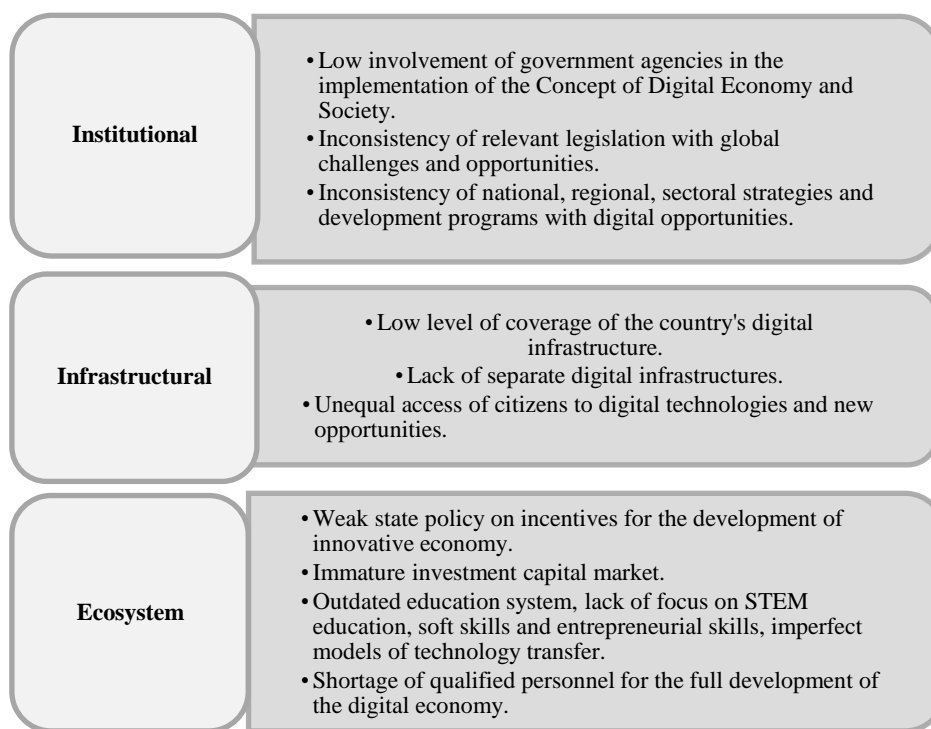 Institutional
• Low involvement of government agencies in the
implementation of the Concept of Digital Economy and
Society.
• Inconsistency of relevant legislation with global
challenges and opportunities.
• Inconsistency of national, regional, sectoral strategies and
development programs with digital opportunities.
Infrastructural
• Low level of coverage of the country's digital
infrastructure.
• Lack of separate digital infrastructures.
• Unequal access of citizens to digital technologies and new
opportunities.
Ecosystem
• Weak state policy on incentives for the development of
innovative economy.
• Immature investment capital market.
• Outdated education system, lack of focus on STEM
education, soft skills and entrepreneurial skills, imperfect
models of technology transfer.
• Shortage of qualified personnel for the full development of
the digital economy.